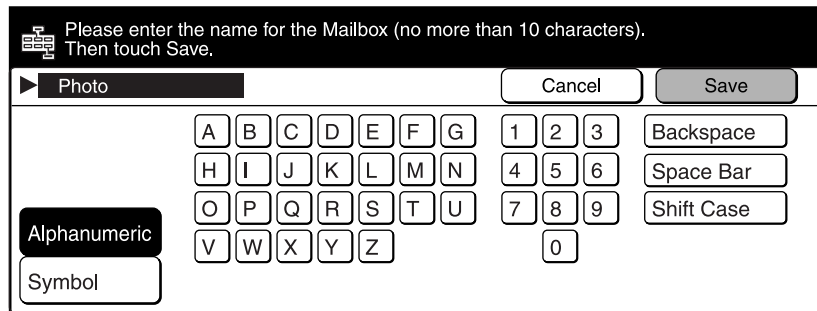 Please enter the name for the Mailbox (no more than 10 characters).
Then touch Save.
Photo
Cancel
Save
A B C D E F G
1 2 3
Backspace
H I J K L M N
4 5 6
Space Bar
O P Q R S T U
7 8 9
Shift Case
Alphanumeric
V W X Y Z
0
Symbol